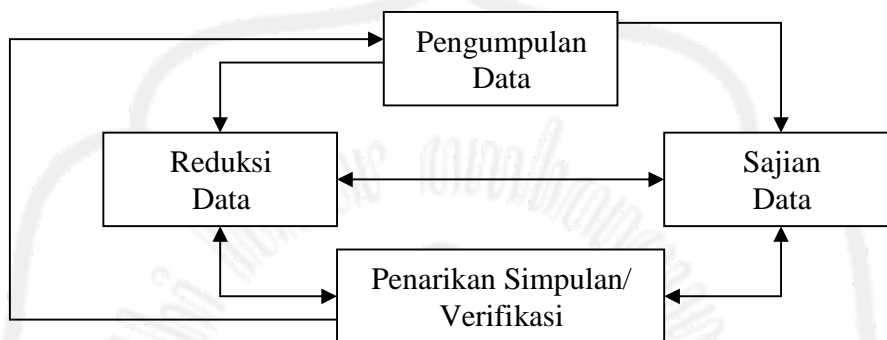 Pengumpulan
Data
Reduksi
Data
Sajian
Data
Penarikan Simpulan/
Verifikasi